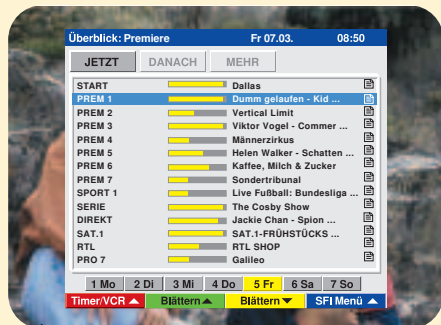 Überblick: Premiere Fr 07.03. 08:50
JETZT DANACH MEHR
START Dallas
PREM 1 Dumm gelaufen - Kid ...
PREM 2 Vertical Limit
PREM 3 Viktor Vogel - Commer ...
PREM 4 Männerzirkus
PREM 5 Helen Walker - Schatten ...
PREM 6 Kaffee, Milch & Zucker
PREM 7 Sondertribunal
SPORT 1 Live Fußball: Bundesliga ...
SERIE The Cosby Show
DIREKT Jackie Chan - Spion ...
SAT.1 SAT.1-FRÜHSTÜCKS ...
RTL RTL SHOP
PRO 7 Galileo
1 Mo 2 Di 3 Mi 4 Do 5 Fr 6 Sa 7 So
Timer/VCR Blättern Blättern SFI Menü